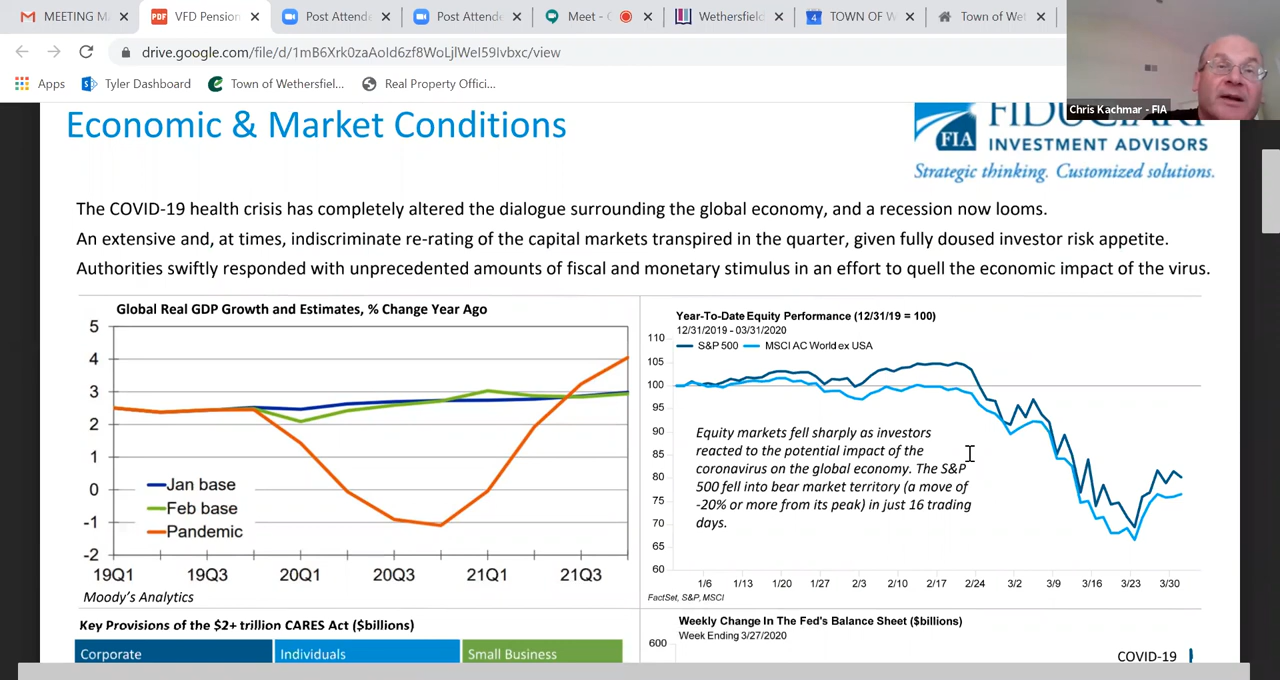 MEETING M
VFD Pension
Post Attende
Post Attende
Meet - 
Wethersfield
TOWN OF W
Town of Wet
drive.google.com/file/d/1mB6Xrk0zaAold6zf8WoLjlWeI59Ivbxc/view
Apps
Tyler Dashboard
Town of Wethersfiel...
Real Property Offici...
Chris Kachmar - FIA
Economic & Market Conditions
FIDUCIARY
FIA
INVESTMENT ADVISORS
Strategic thinking. Customized solutions.
The COVID-19 health crisis has completely altered the dialogue surrounding the global economy, and a recession now looms.
An extensive and, at times, indiscriminate re-rating of the capital markets transpired in the quarter, given fully doused investor risk appetite.
Authorities swiftly responded with unprecedented amounts of fiscal and monetary stimulus in an effort to quell the economic impact of the virus.
Global Real GDP Growth and Estimates, % Change Year Ago
5
4
3
2
1
0
-1
-2
Jan base
Feb base
Pandemic
19Q1 19Q3 20Q1 20Q3 21Q1 21Q3
Moody's Analytics
Year-To-Date Equity Performance (12/31/19 = 100)
12/31/2019 - 03/31/2020
S&P 500 MSCI AC World ex USA
110
105
100
95
90
85
80
75
70
65
60
Equity markets fell sharply as investors
reacted to the potential impact of the
coronavirus on the global economy. The S&P
500 fell into bear market territory (a move of
-20% or more from its peak) in just 16 trading
days.
1/6 1/13 1/20 1/27 2/3 2/10 2/17 2/24 3/2 3/9 3/16 3/23 3/30
FactSet, S&P, MSCI
Key Provisions of the $2+ trillion CARES Act ($billions)
Corporate Individuals Small Business
Weekly Change In The Fed's Balance Sheet ($billions)
Week Ending 3/27/2020
600
COVID-19